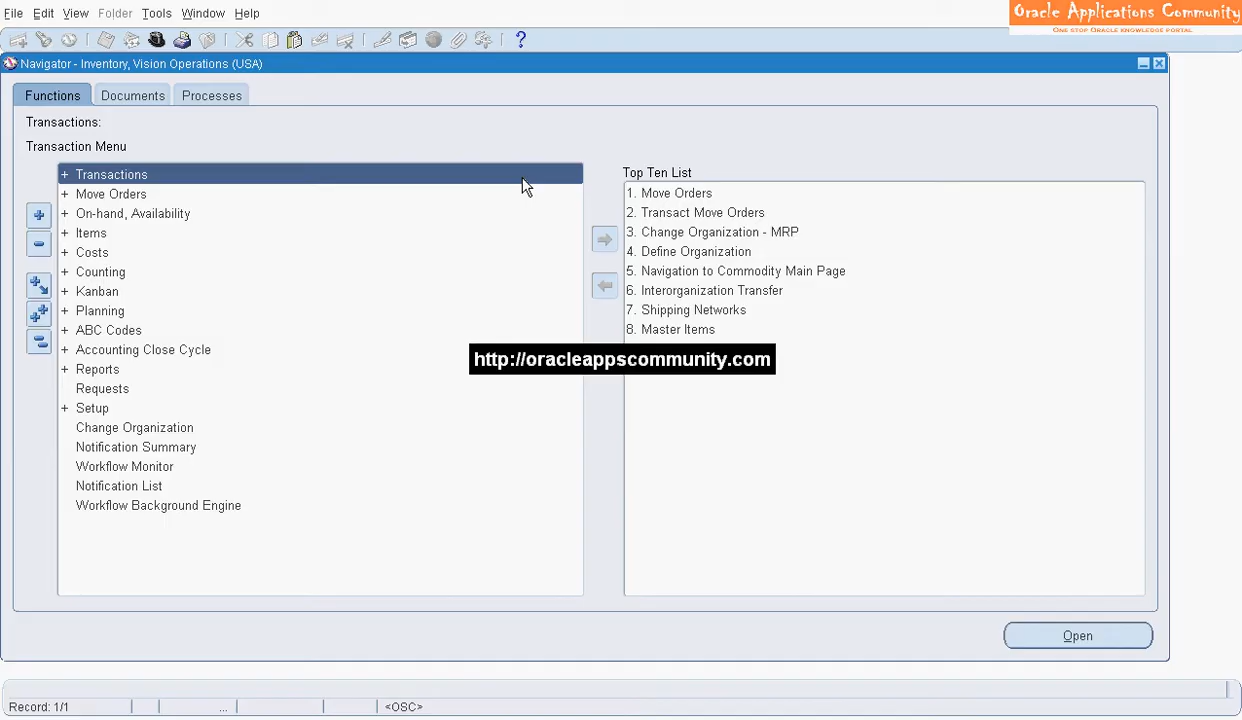 File Edit View Folder Tools Window Help
Oracle Applications Community
One stop Oracle knowledge portal
Navigator - Inventory, Vision Operations (USA)
Functions Documents Processes
Transactions:
Transaction Menu
+ Transactions
+ Move Orders
+ On-hand, Availability
+ Items
+ Costs
+ Counting
+ Kanban
+ Planning
+ ABC Codes
+ Accounting Close Cycle
+ Reports
Requests
+ Setup
Change Organization
Notification Summary
Workflow Monitor
Notification List
Workflow Background Engine
Top Ten List
1. Move Orders
2. Transact Move Orders
3. Change Organization - MRP
4. Define Organization
5. Navigation to Commodity Main Page
6. Interorganization Transfer
7. Shipping Networks
8. Master Items
http://oracleappscommunity.com
Open
Record: 1/1 ... <OSC>